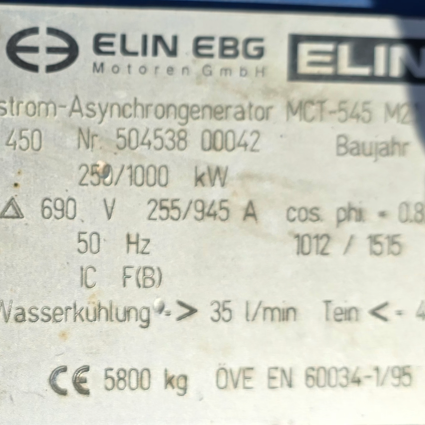 ELIN EBG ELIN
Motoren GmbH
strom-Asynchrongenerator MCT-545 M2
450 Nr. 504538 00042 Baujahr
250/1000 kW
Δ 690 V 255/945 A cos. phi = 0.8
50 Hz 1012 / 1515
IC F(B)
Wasserkühlung => 35 l/min Tein <= 4
CE 5800 kg ÖVE EN 60034-1/95